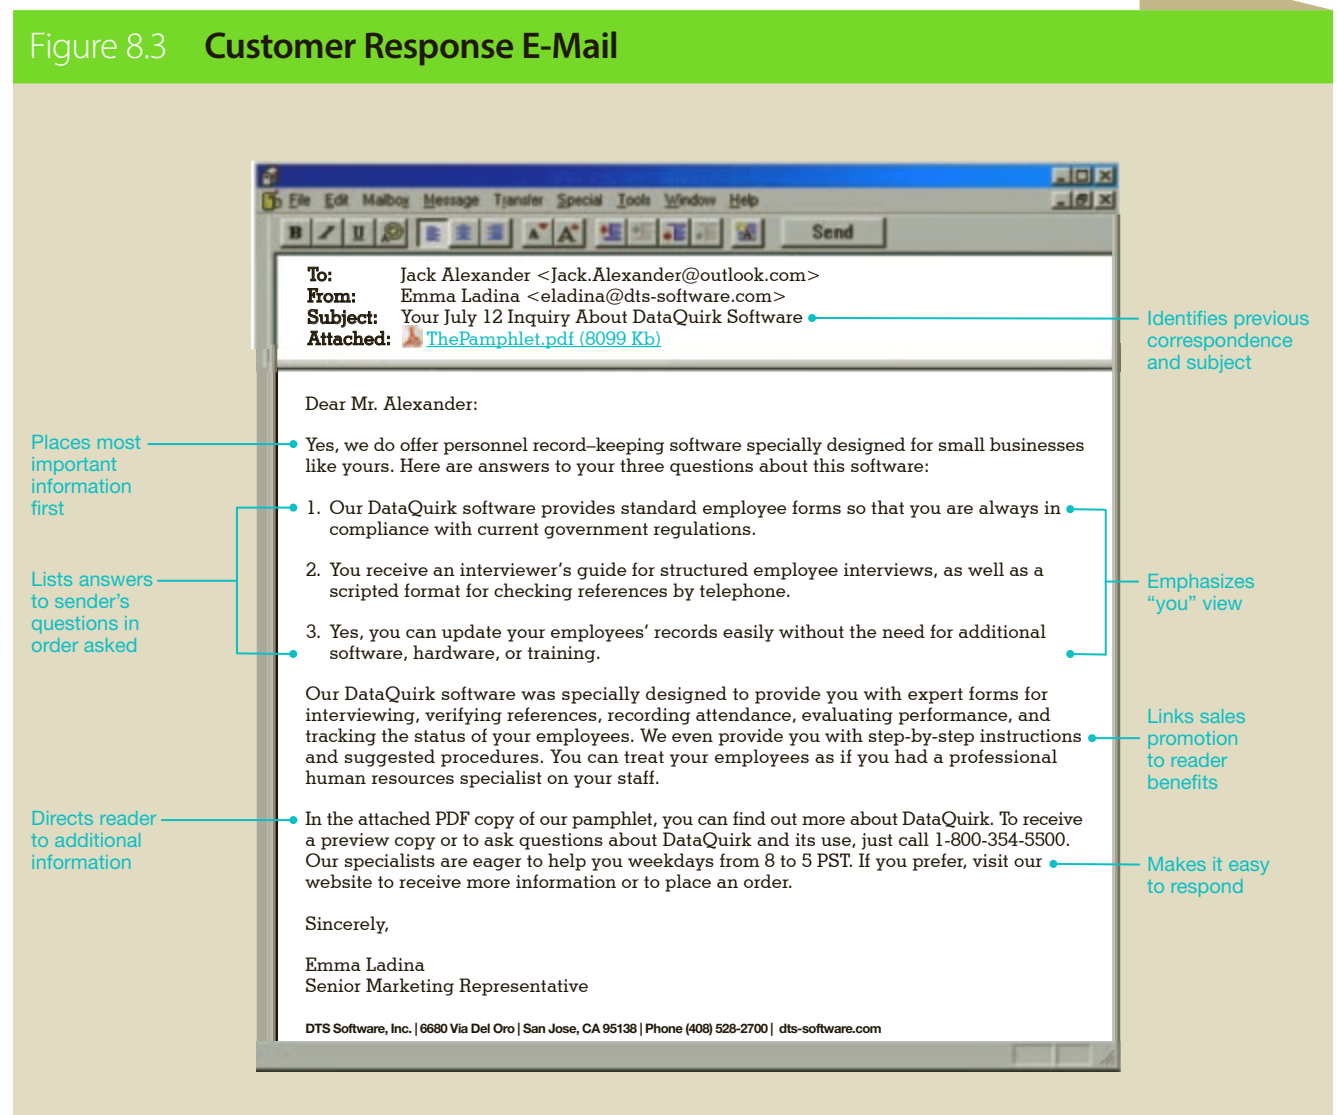 Figure 8.3 Customer Response E-Mail
File Edit Mailbox Message Transfer Special Tools Window Help
B I U A A Send
To: Jack Alexander <Jack.Alexander@outlook.com>
From: Emma Ladina <eladina@dts-software.com>
Subject: Your July 12 Inquiry About DataQuirk Software
Attached: ThePamphlet.pdf (8099 Kb)
Identifies previous
correspondence
and subject
Dear Mr. Alexander:
Places most
important
information
first
Yes, we do offer personnel record–keeping software specially designed for small businesses
like yours. Here are answers to your three questions about this software:
1. Our DataQuirk software provides standard employee forms so that you are always in
compliance with current government regulations.
2. You receive an interviewer's guide for structured employee interviews, as well as a
scripted format for checking references by telephone.
3. Yes, you can update your employees' records easily without the need for additional
software, hardware, or training.
Lists answers
to sender's
questions in
order asked
Emphasizes
"you" view
Our DataQuirk software was specially designed to provide you with expert forms for
interviewing, verifying references, recording attendance, evaluating performance, and
tracking the status of your employees. We even provide you with step-by-step instructions
and suggested procedures. You can treat your employees as if you had a professional
human resources specialist on your staff.
Links sales
promotion
to reader
benefits
Directs reader
to additional
information
In the attached PDF copy of our pamphlet, you can find out more about DataQuirk. To receive
a preview copy or to ask questions about DataQuirk and its use, just call 1-800-354-5500.
Our specialists are eager to help you weekdays from 8 to 5 PST. If you prefer, visit our
website to receive more information or to place an order.
Makes it easy
to respond
Sincerely,
Emma Ladina
Senior Marketing Representative
DTS Software, Inc. | 6680 Via Del Oro | San Jose, CA 95138 | Phone (408) 528-2700 | dts-software.com